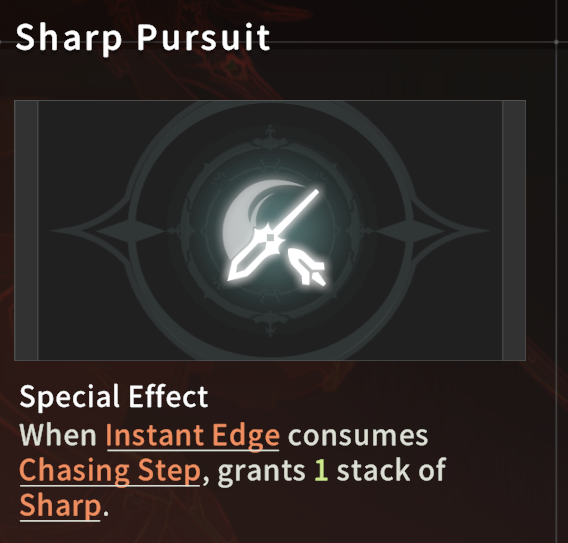 Sharp Pursuit
Special Effect
When Instant Edge consumes
Chasing Step, grants 1 stack of
Sharp.